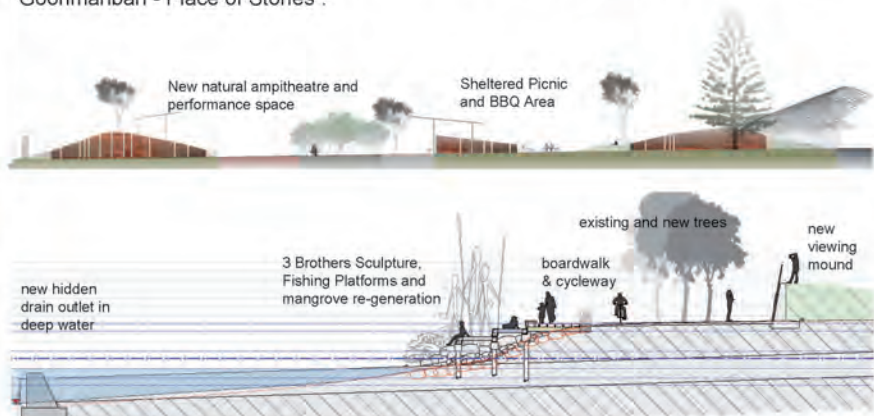 Goonmanban - Place of Stories .
New natural ampitheatre and
performance space
Sheltered Picnic
and BBQ Area
existing and new trees
new
viewing
mound
3 Brothers Sculpture,
Fishing Platforms and
mangrove re-generation
boardwalk
& cycleway
new hidden
drain outlet in
deep water